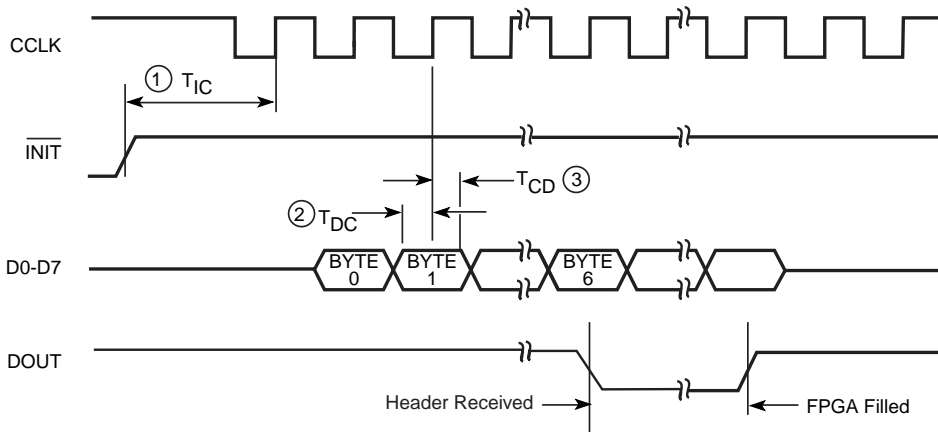 CCLK
① T_IC
INIT
T_CD ③
② T_DC
D0-D7
BYTE
0
BYTE
1
BYTE
6
DOUT
Header Received
FPGA Filled